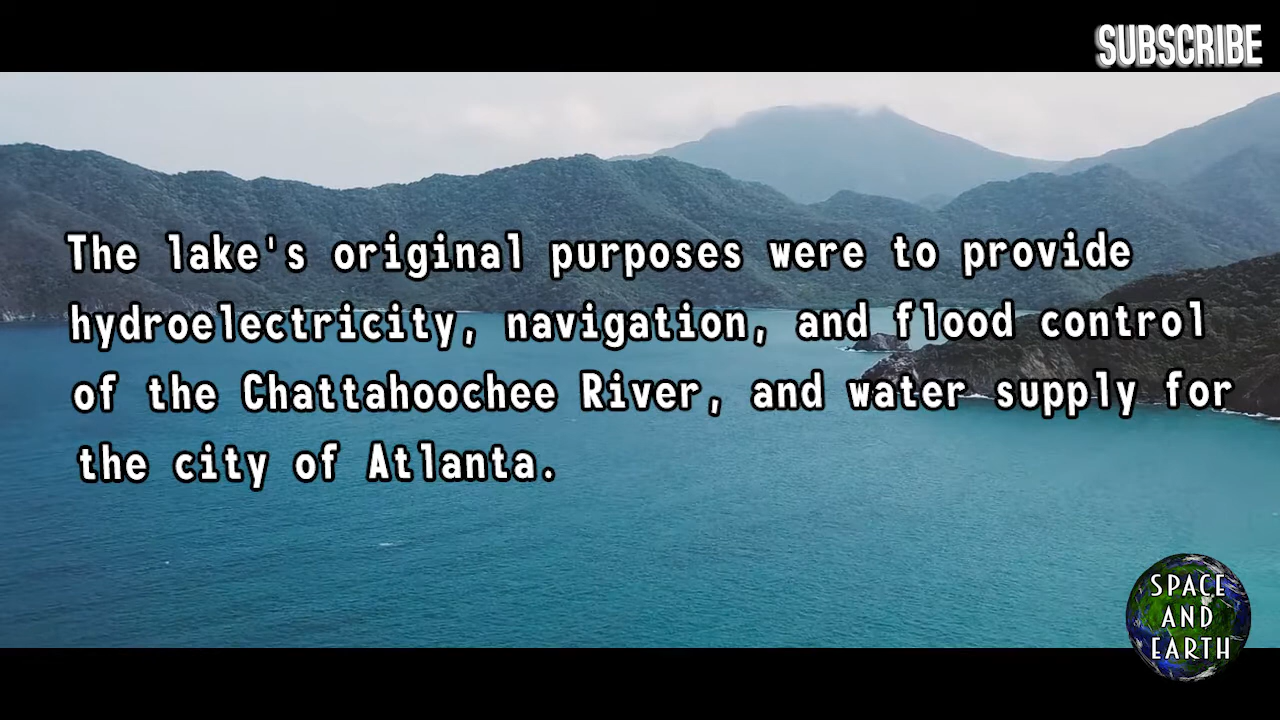 SUBSCRIBE
The lake's original purposes were to provide
hydroelectricity, navigation, and flood control
of the Chattahoochee River, and water supply for
the city of Atlanta.
SPACE
AND
EARTH